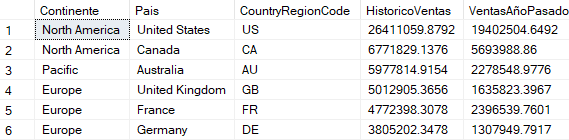 Continente Pais CountryRegionCode HistoricoVentas VentasAñoPasado
1 North America United States US 26411059.8792 19402504.6492
2 North America Canada CA 6771829.1376 5693988.86
3 Pacific Australia AU 5977814.9154 2278548.9776
4 Europe United Kingdom GB 5012905.3656 1635823.3967
5 Europe France FR 4772398.3078 2396539.7601
6 Europe Germany DE 3805202.3478 1307949.7917